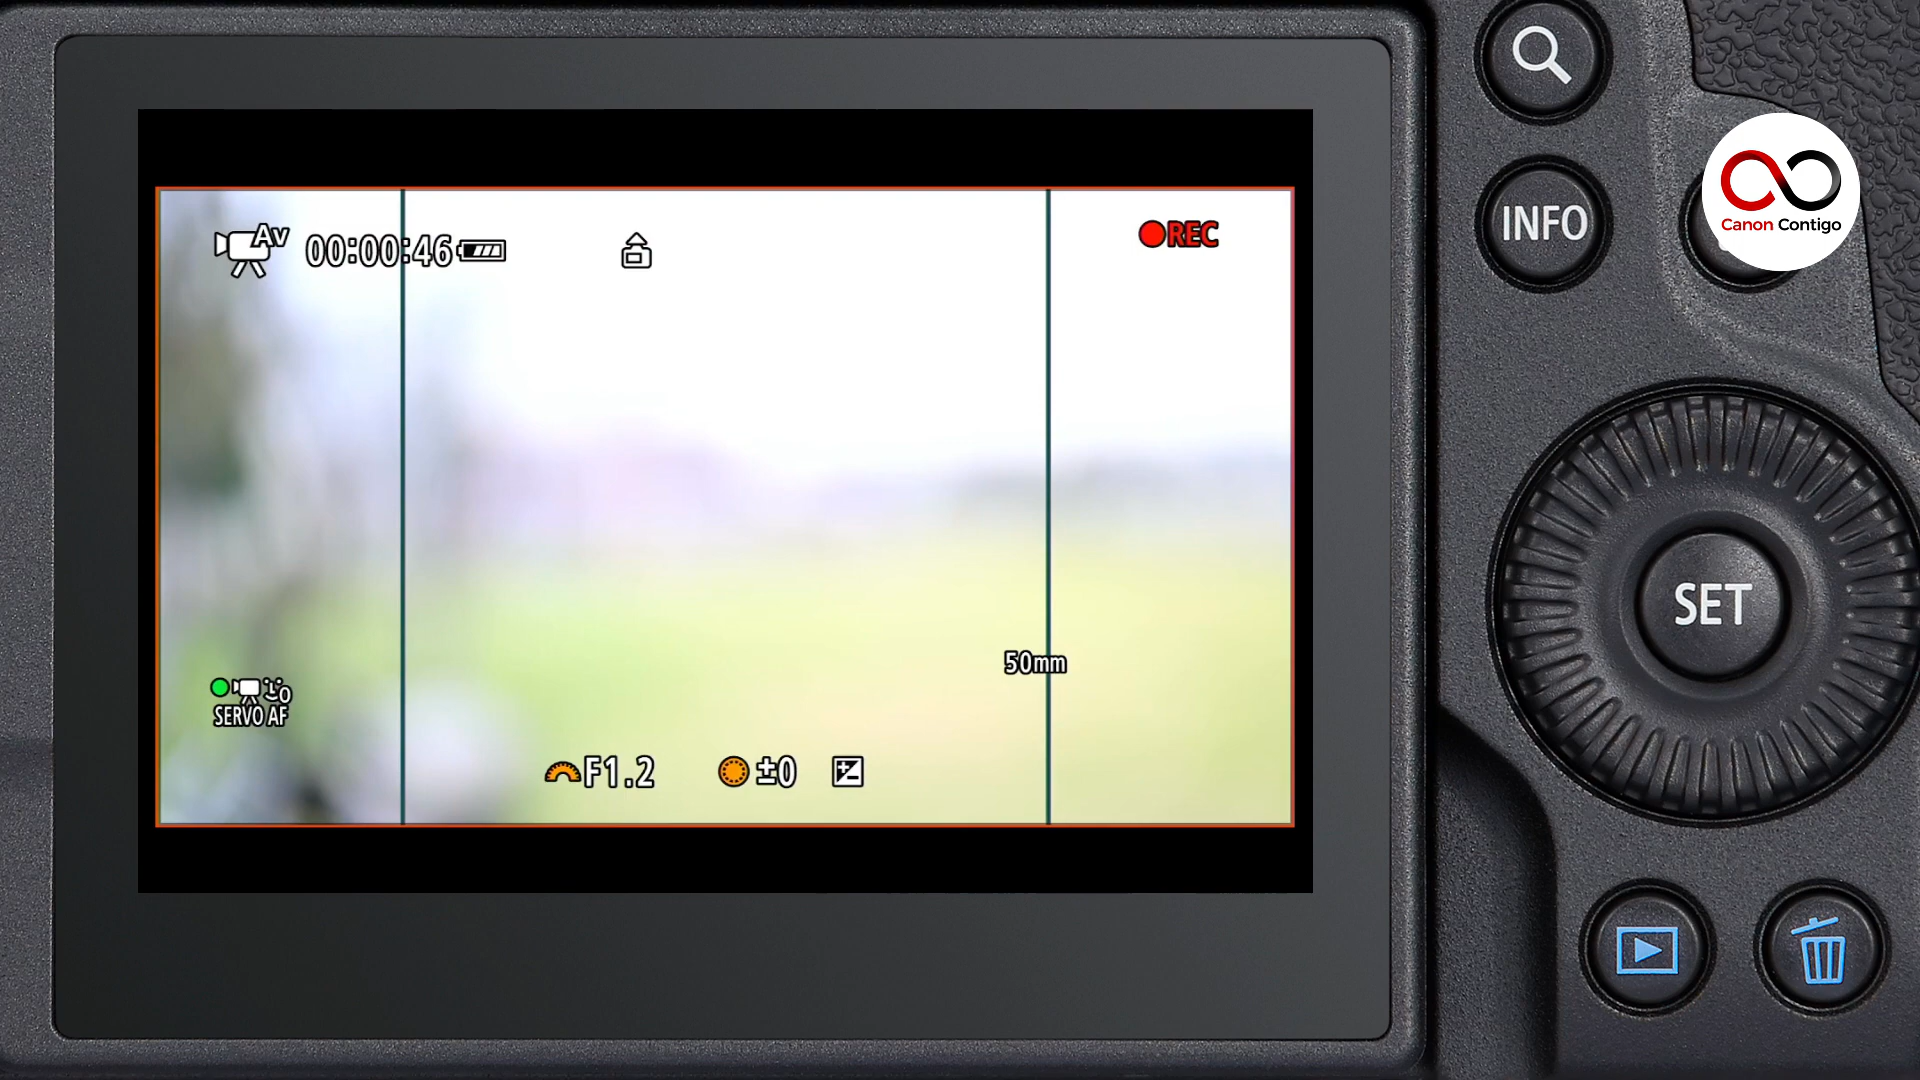 Av
00:00:46
REC
INFO
Canon Contigo
SET
50mm
SERVO AF
F1.2
±0